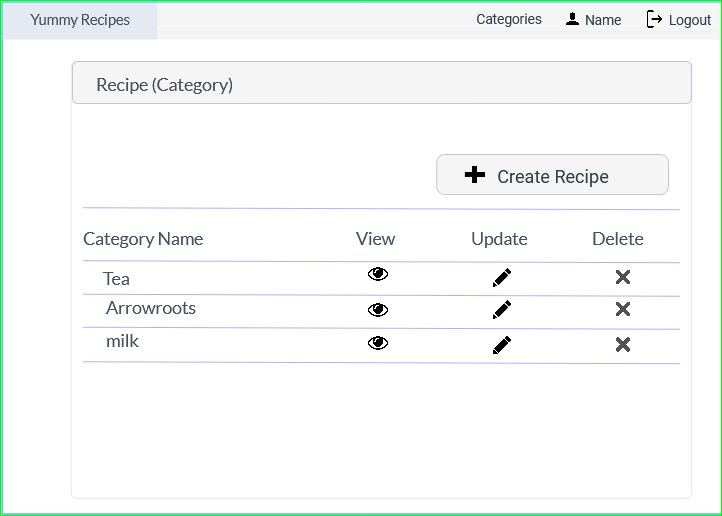 Yummy Recipes Categories Name Logout
Recipe (Category)
Create Recipe
Category Name View Update Delete
Tea
Arrowroots
milk